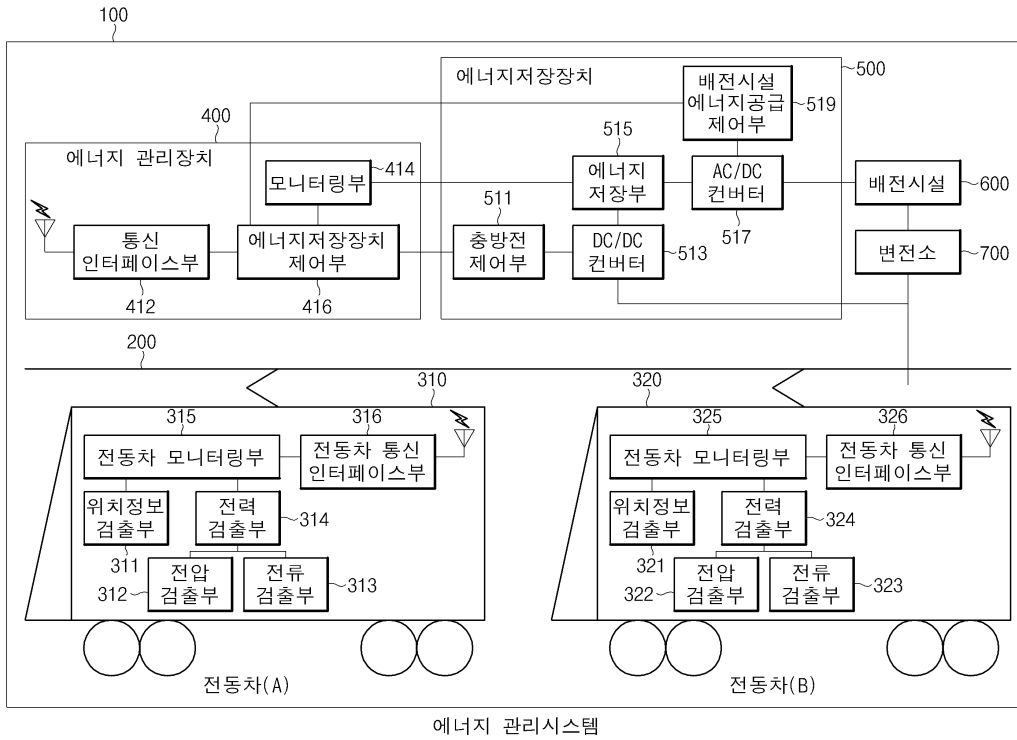 100
에너지저장장치
500
배전시설
에너지공급
제어부
519
400
에너지 관리장치
515
모니터링부
414
에너지
저장부
AC/DC
컨버터
배전시설
600
511
517
통신
인터페이스부
에너지저장장치
제어부
충방전
제어부
DC/DC
컨버터
513
변전소
700
412
416
200
310
320
315
316
325
326
전동차 모니터링부
전동차 통신
인터페이스부
전동차 모니터링부
전동차 통신
인터페이스부
위치정보
검출부
전력
검출부
314
위치정보
검출부
전력
검출부
324
311
321
312
전압
검출부
전류
검출부
313
322
전압
검출부
전류
검출부
323
전동차(A)
전동차(B)
에너지 관리시스템